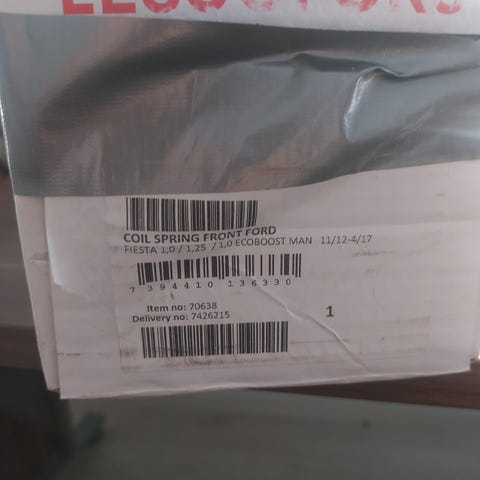 COIL SPRING FRONT FORD
FIESTA 1,0 / 1,25 / 1,0 ECOBOOST MAN 11/12-4/17
7 394410 136330
Item no: 70638
Delivery no: 7426215
1